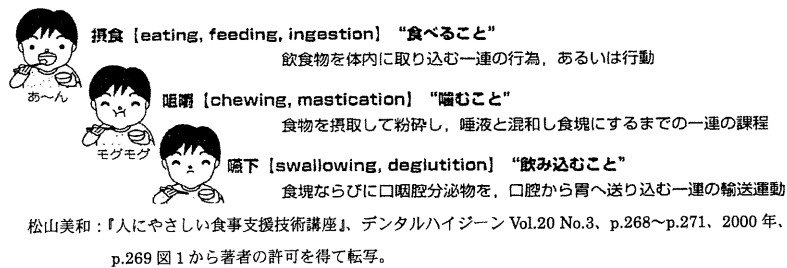 摂食【eating, feeding, ingestion】 “食べること”
飲食物を体内に取り込む一連の行為，あるいは行動
あ～ん
咀嚼【chewing, mastication】 “噛むこと”
食物を摂取して粉砕し，唾液と混和し食塊にするまでの一連の課程
モグモグ
嚥下【swallowing, deglutition】 “飲み込むこと”
食塊ならびに口咽腔分泌物を，口腔から胃へ送り込む一連の輸送運動
松山美和：『人にやさしい食事支援技術講座』、デンタルハイジーン Vol.20 No.3、p.268～p.271、2000 年、
p.269 図 1 から著者の許可を得て転写。